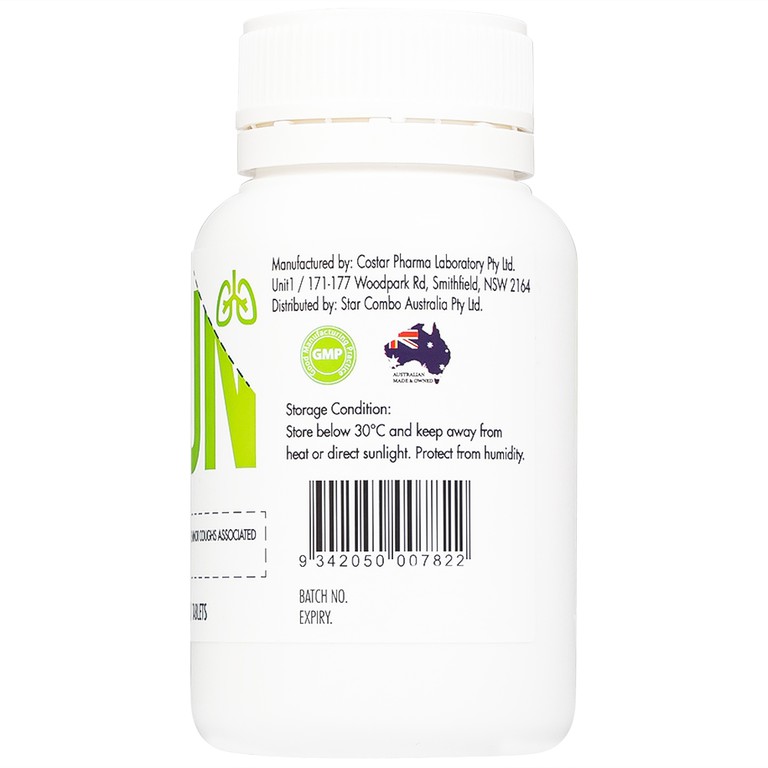 Manufactured by: Costar Pharma Laboratory Pty Ltd.
Unit1 / 171-177 Woodpark Rd, Smithfield, NSW 2164
Distributed by: Star Combo Australia Pty Ltd.
Good Manufacturing Practice
GMP
AUSTRALIAN
MADE & OWNED
Storage Condition:
Store below 30°C and keep away from
heat or direct sunlight. Protect from humidity.
9 342050 007822
BATCH NO.
EXPIRY.
N
COUGHS ASSOCIATED